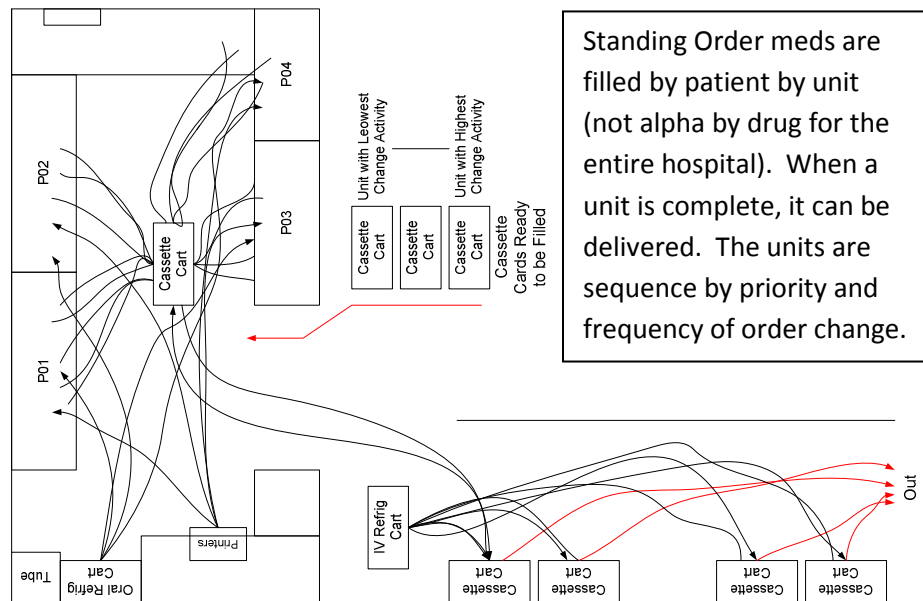 Standing Order meds are
filled by patient by unit
(not alpha by drug for the
entire hospital). When a
unit is complete, it can be
delivered. The units are
sequence by priority and
frequency of order change.
P04
P02
P03
P01
Cassette
Cart
Unit with Leowest
Change Activity
Unit with Highest
Change Activity
Cassette
Cart
Cassette
Cart
Cassette
Cart
Cassette
Cards Ready
to be Filled
IV Refrig
Cart
Printers
Tube
Oral Refrig
Cart
Cassette
Cart
Cassette
Cart
Cassette
Cart
Cassette
Cart
Out